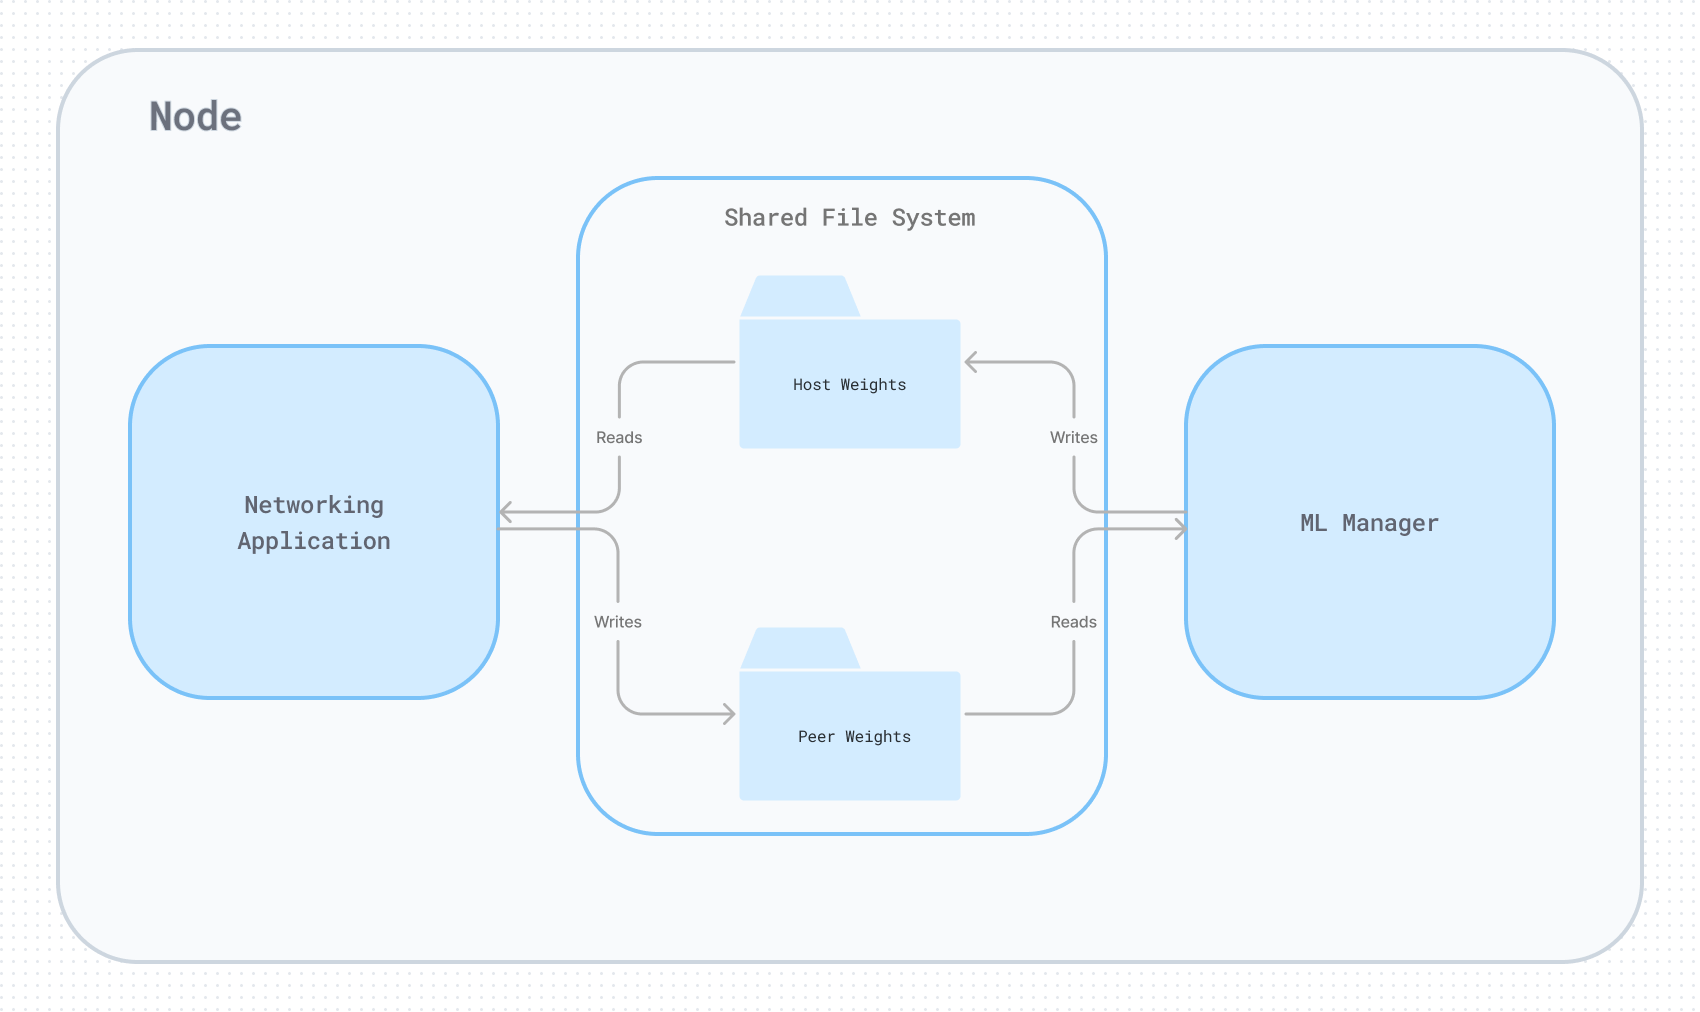 Node
Shared File System
Host Weights
Reads
Writes
Networking
Application
ML Manager
Writes
Reads
Peer Weights